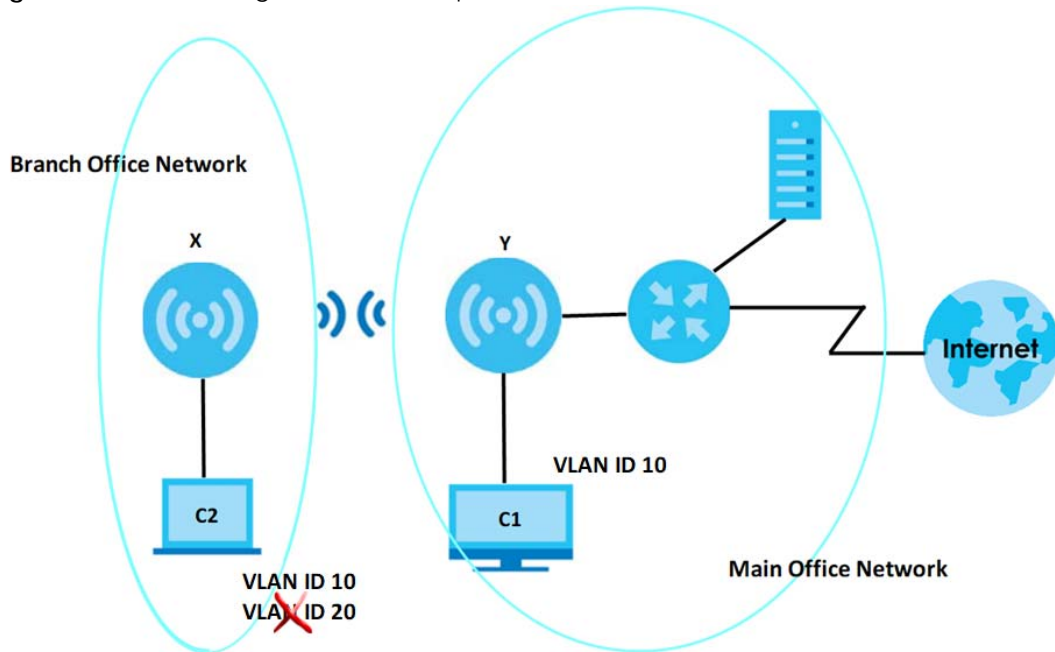 Branch Office Network
X
Y
Internet
VLAN ID 10
C2
C1
VLAN ID 10
VLAN ID 20
Main Office Network